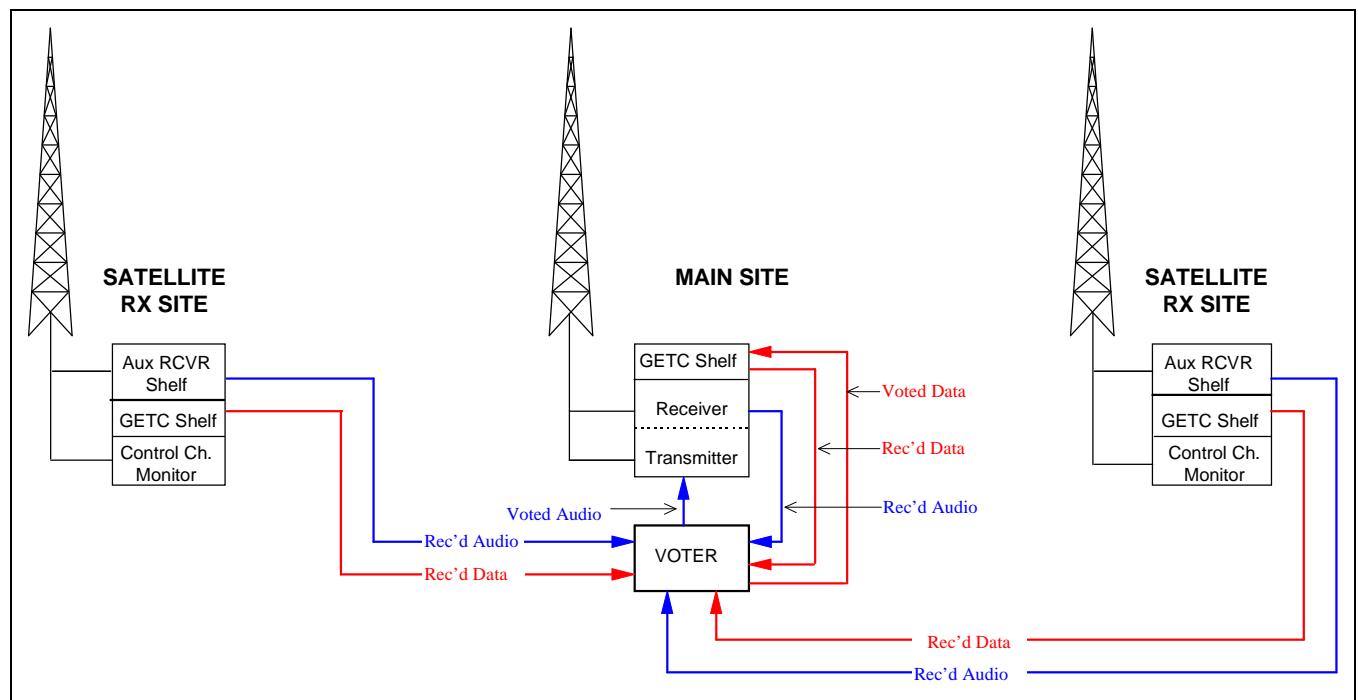 SATELLITE
RX SITE
Aux RCVR
Shelf
GETC Shelf
Control Ch.
Monitor
MAIN SITE
GETC Shelf
Receiver
Transmitter
Voted Data
Rec'd Data
Rec'd Audio
Voted Audio
Rec'd Audio
Rec'd Data
VOTER
SATELLITE
RX SITE
Aux RCVR
Shelf
GETC Shelf
Control Ch.
Monitor
Rec'd Data
Rec'd Audio